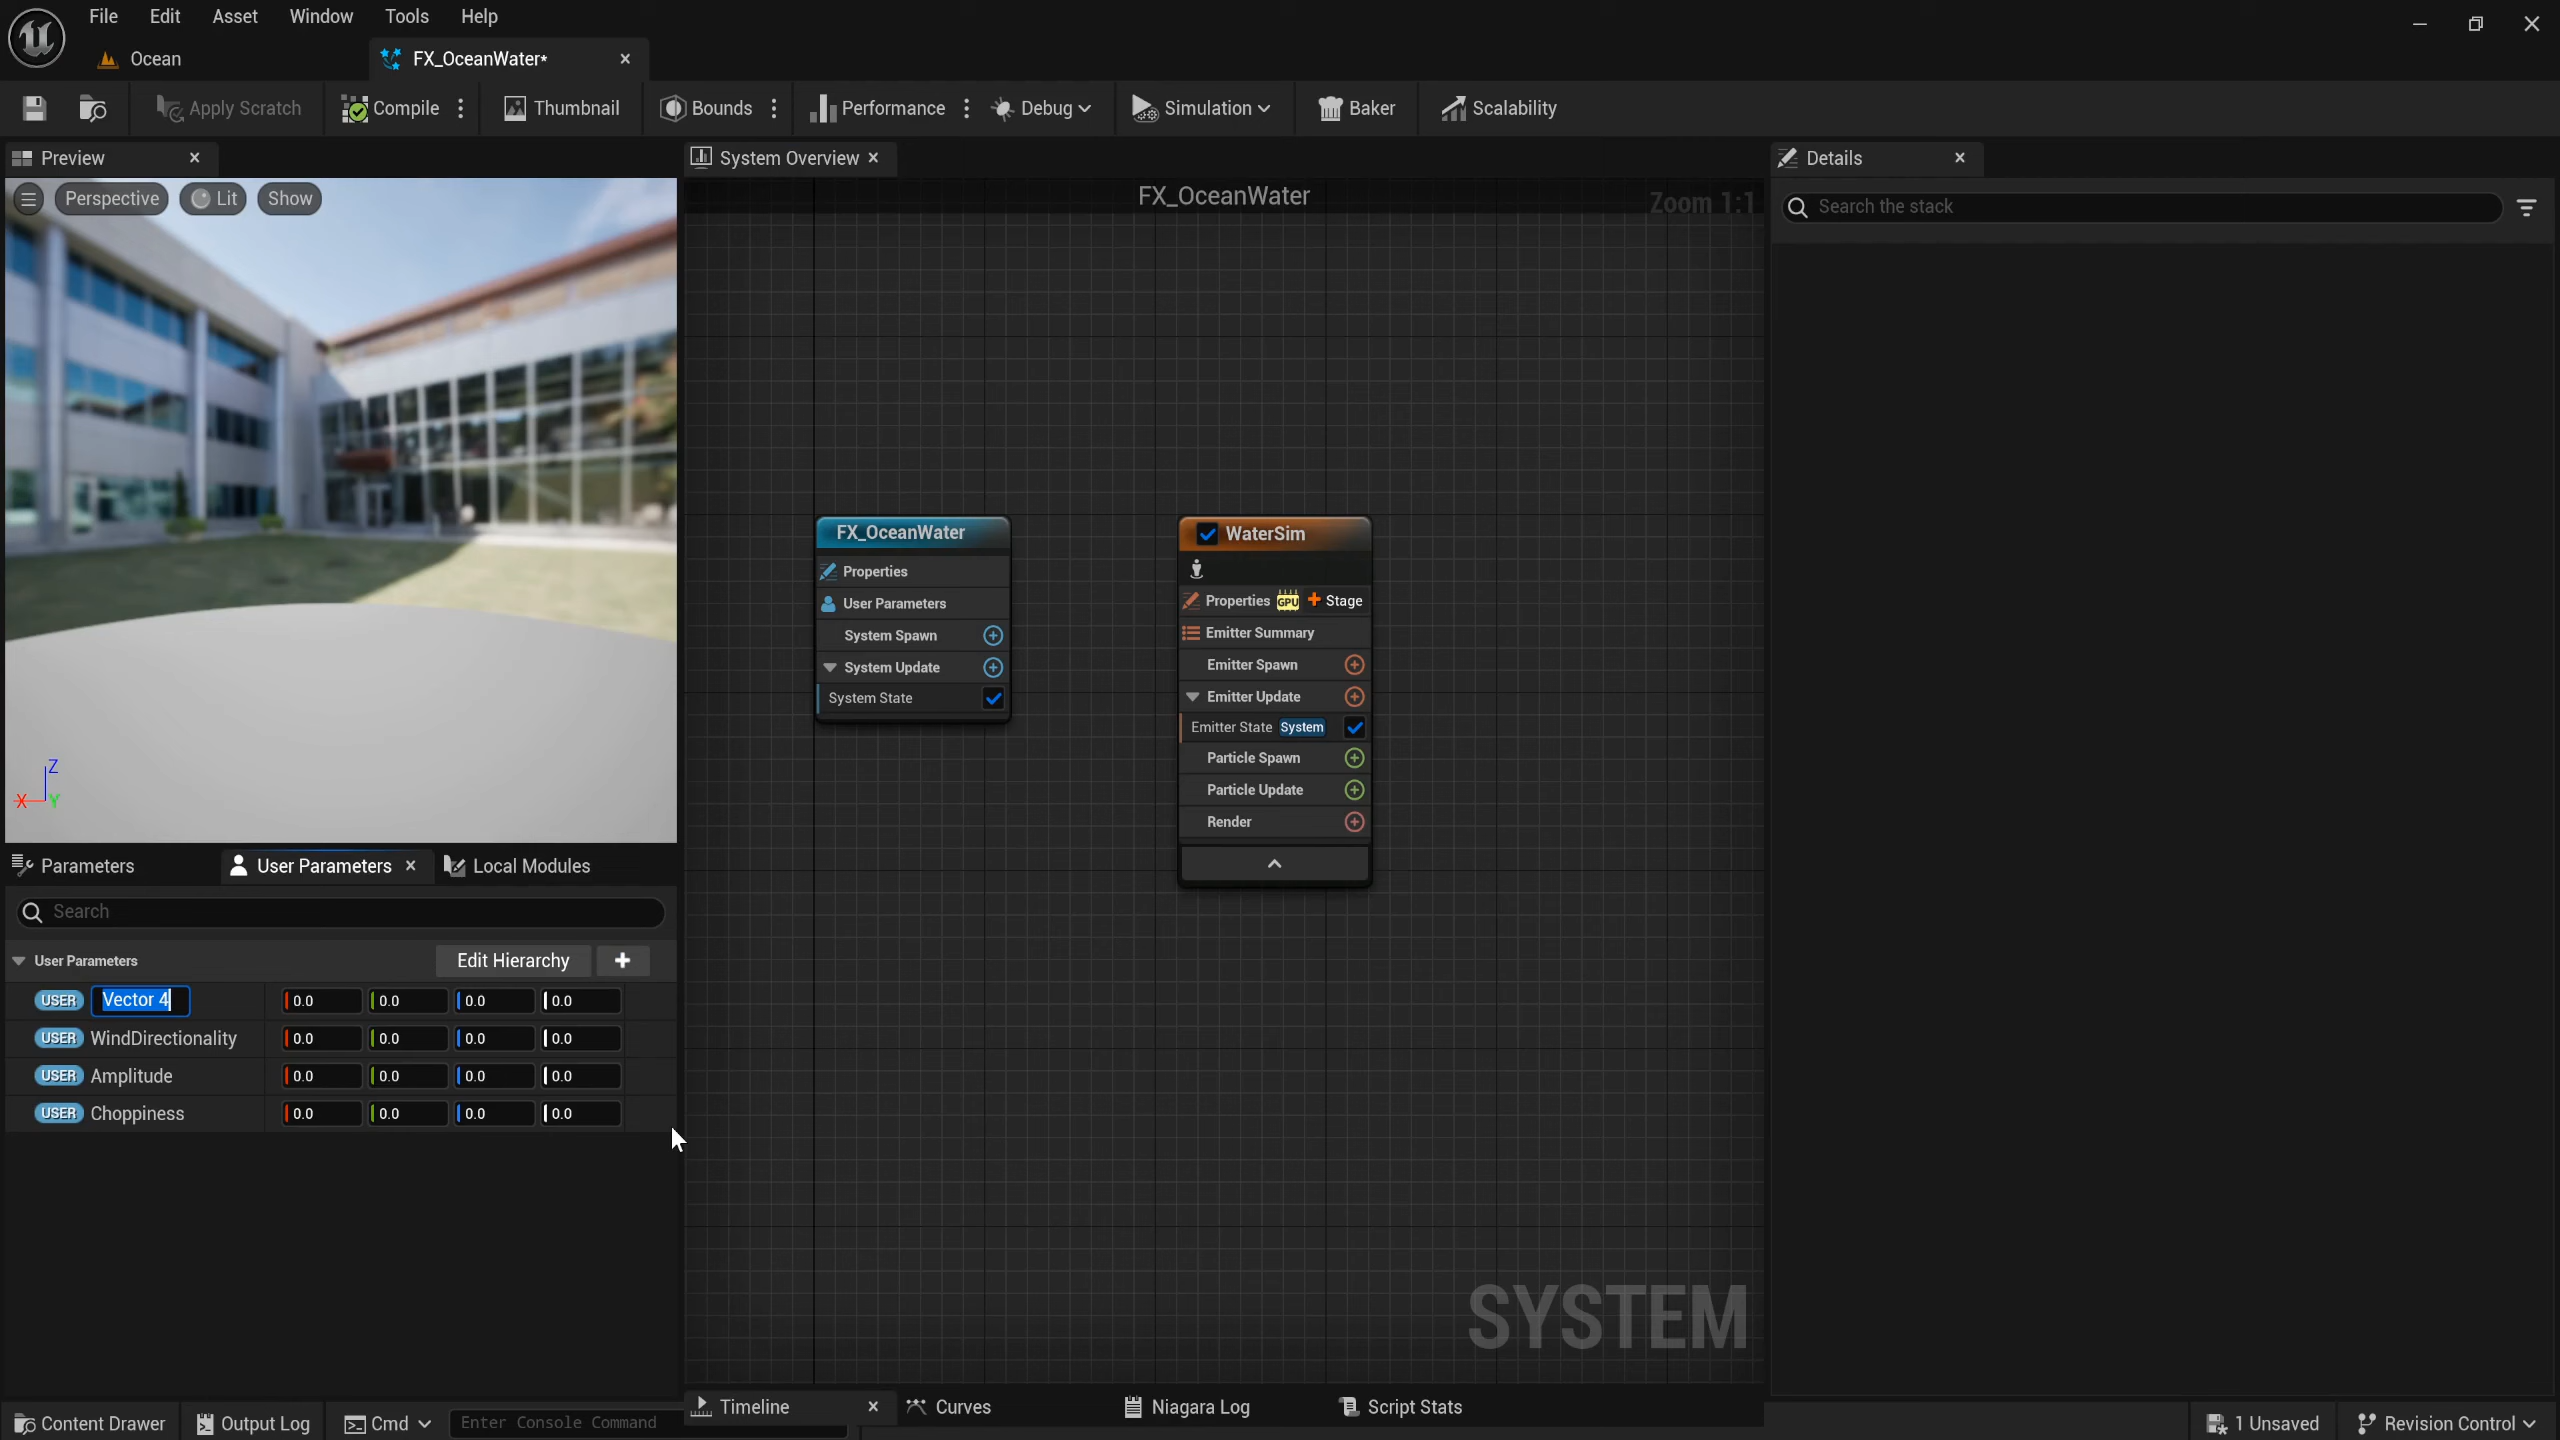 File Edit Asset Window Tools Help
Ocean FX_OceanWater*
Apply Scratch Compile Thumbnail Bounds Performance Debug Simulation Baker Scalability
Preview System Overview Details
Perspective Lit Show
FX_OceanWater
Zoom 1:1
Search the stack
FX_OceanWater
Properties
User Parameters
System Spawn
System Update
System State
WaterSim
Properties GPU Stage
Emitter Summary
Emitter Spawn
Emitter Update
Emitter State System
Particle Spawn
Particle Update
Render
Z
X Y
Parameters User Parameters Local Modules
Search
User Parameters Edit Hierarchy
USER Vector 4 0.0 0.0 0.0 0.0
USER WindDirectionality 0.0 0.0 0.0 0.0
USER Amplitude 0.0 0.0 0.0 0.0
USER Choppiness 0.0 0.0 0.0 0.0
SYSTEM
Timeline Curves Niagara Log Script Stats
Content Drawer Output Log Cmd Enter Console Command 1 Unsaved Revision Control